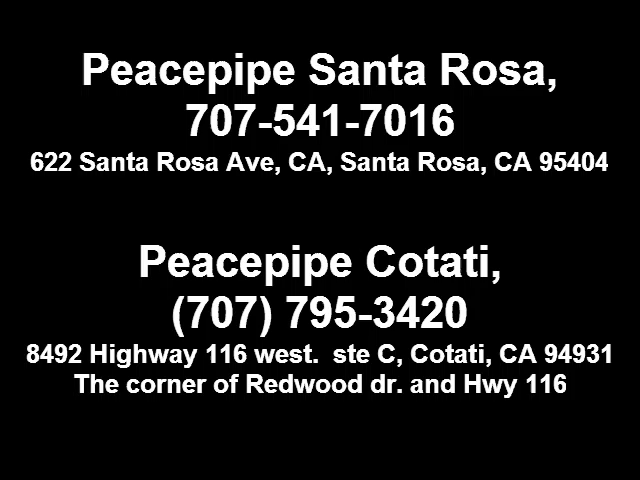 Peacepipe Santa Rosa,
707-541-7016
622 Santa Rosa Ave, CA, Santa Rosa, CA 95404
Peacepipe Cotati,
(707) 795-3420
8492 Highway 116 west.  ste C, Cotati, CA 94931
The corner of Redwood dr. and Hwy 116